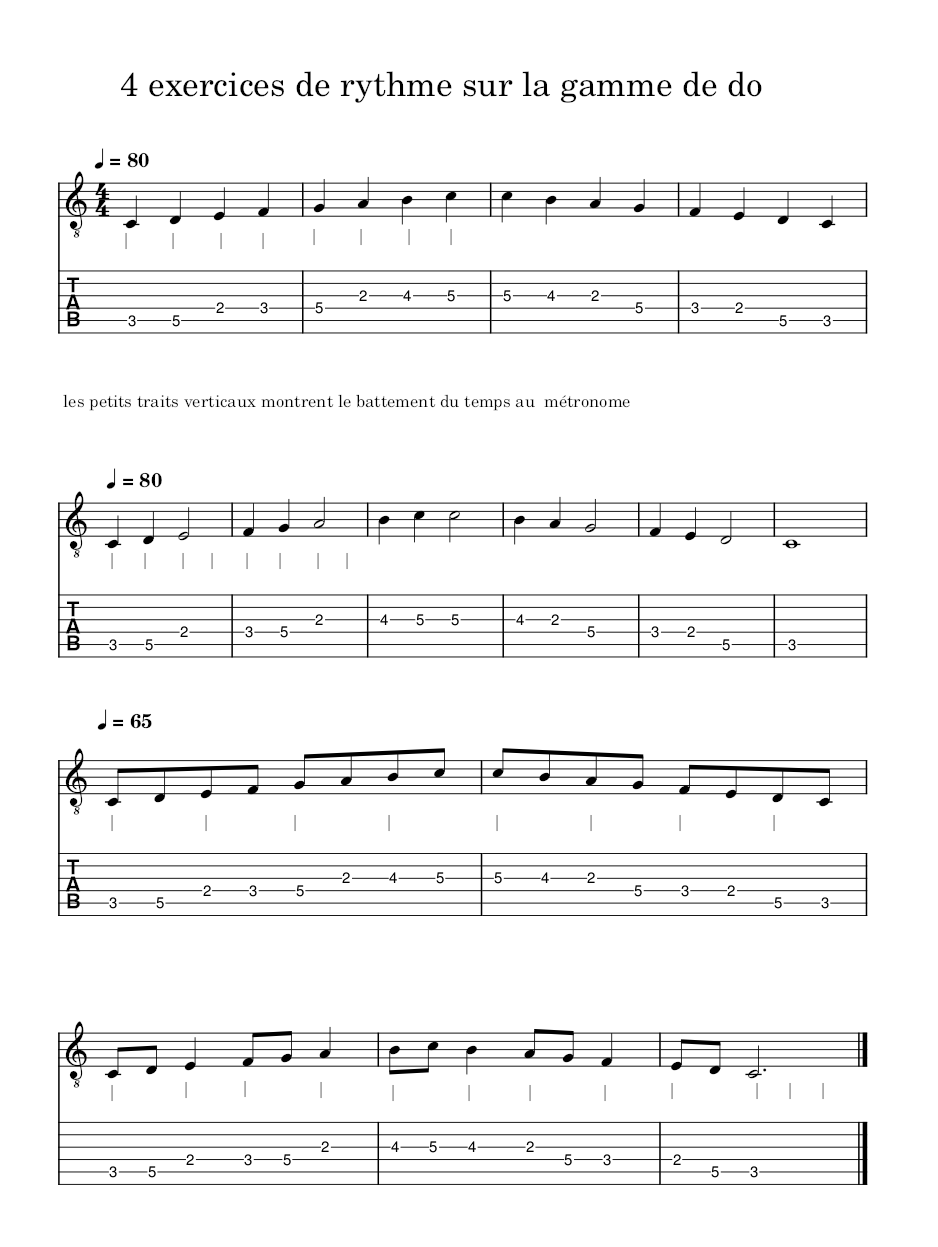 4 exercices de rythme sur la gamme de do
♩ = 80
4
4
8
T
A
B
3 5 2 3 5 2 4 5 5 4 2 5 3 2 5 3
les petits traits verticaux montrent le battement du temps au métronome
♩ = 80
8
T
A
B
3 5 2 3 5 2 4 5 5 4 2 5 3 2 5 3
♩ = 65
8
T
A
B
3 5 2 3 5 2 4 5 5 4 2 5 3 2 5 3
8
T
A
B
3 5 2 3 5 2 4 5 4 2 5 3 2 5 3